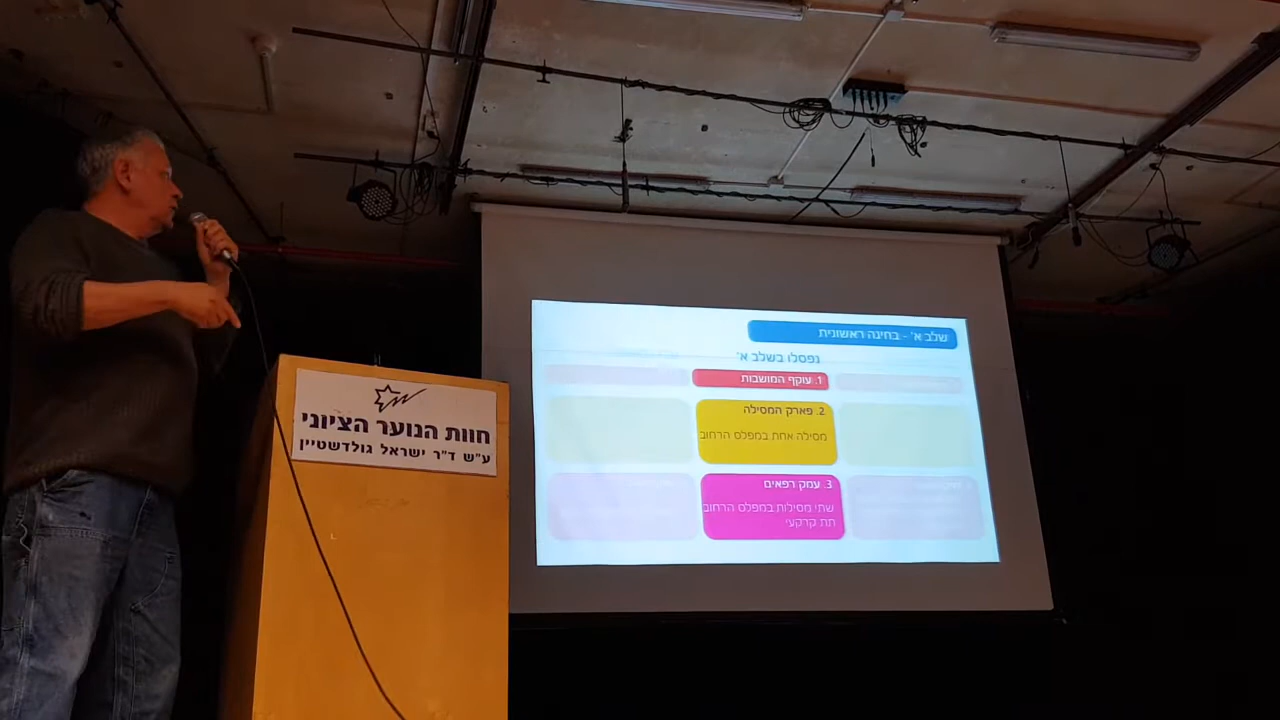 חוות הנוער הציוני
ע"ש ד"ר ישראל גולדשטיין
שלב א' - בחינה ראשונית
נפסלו בשלב א'
1. עוקף המושבות
2. פארק המסילה
מסילה אחת במפלס הרחוב
3. עמק רפאים
שתי מסילות במפלס הרחוב
תת קרקעי